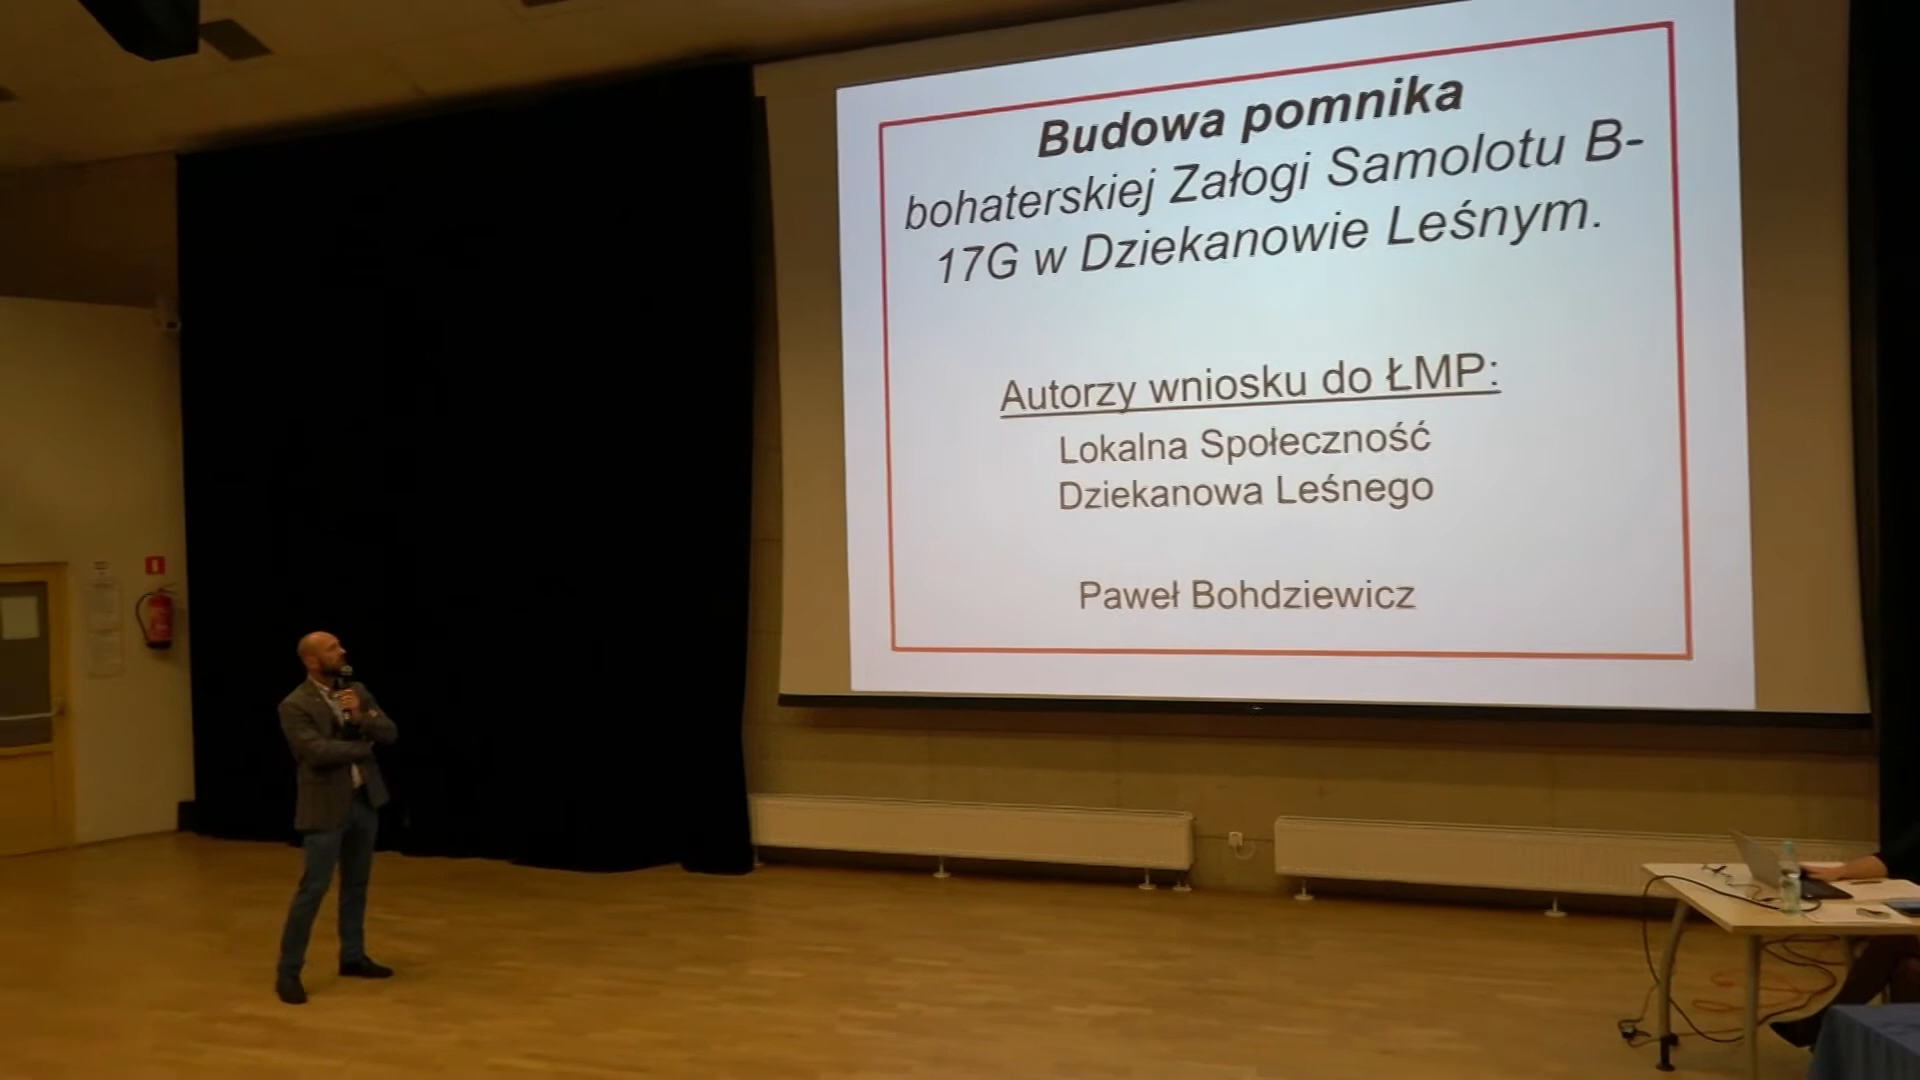 Budowa pomnika
bohaterskiej Załogi Samolotu B-
17G w Dziekanowie Leśnym.
Autorzy wniosku do ŁMP:
Lokalna Społeczność
Dziekanowa Leśnego
Paweł Bohdziewicz